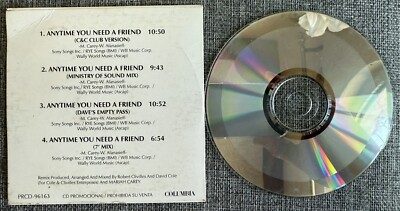 1. ANYTIME YOU NEED A FRIEND 10:50
(C&C CLUB VERSION)
-M. Carey-W. Afanasieff-
Sony Songs Inc. / RYE Songs (BMI) / WB Music Corp. /
Wally World Music (Ascap)
2. ANYTIME YOU NEED A FRIEND 9:43
(MINISTRY OF SOUND MIX)
-M. Carey-W. Afanasieff-
Sony Songs Inc. / RYE Songs (BMI) / WB Music Corp. /
Wally World Music (Ascap)
3. ANYTIME YOU NEED A FRIEND 10:52
(DAVE'S EMPTY PASS)
-M. Carey-W. Afanasieff-
Sony Songs Inc. / RYE Songs (BMI) / WB Music Corp. /
Wally World Music (Ascap)
4. ANYTIME YOU NEED A FRIEND 6:54
(7" MIX)
-M. Carey-W. Afanasieff-
Sony Songs Inc. / RYE Songs (BMI) / WB Music Corp. /
Wally World Music (Ascap)
Remix Produced, Arranged And Mixed by Robert Clivilles And David Cole
(For Cole & Clivilles Enterprises) And MARIAH CAREY
PRCD-96163 CD PROMOCIONAL / PROHIBIDA SU VENTA COLUMBIA